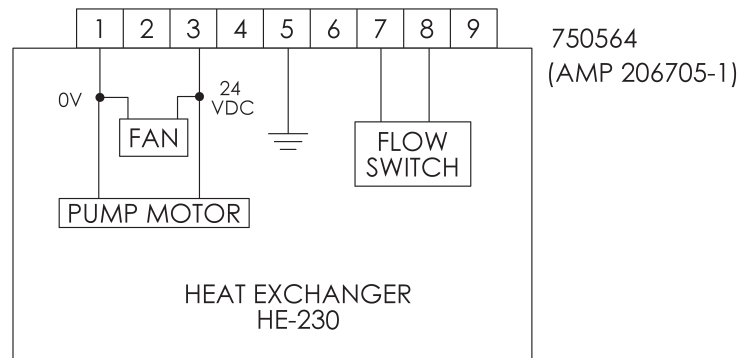 1 2 3 4 5 6 7 8 9
750564
(AMP 206705-1)
0V
24
VDC
FAN
FLOW
SWITCH
PUMP MOTOR
HEAT EXCHANGER
HE-230